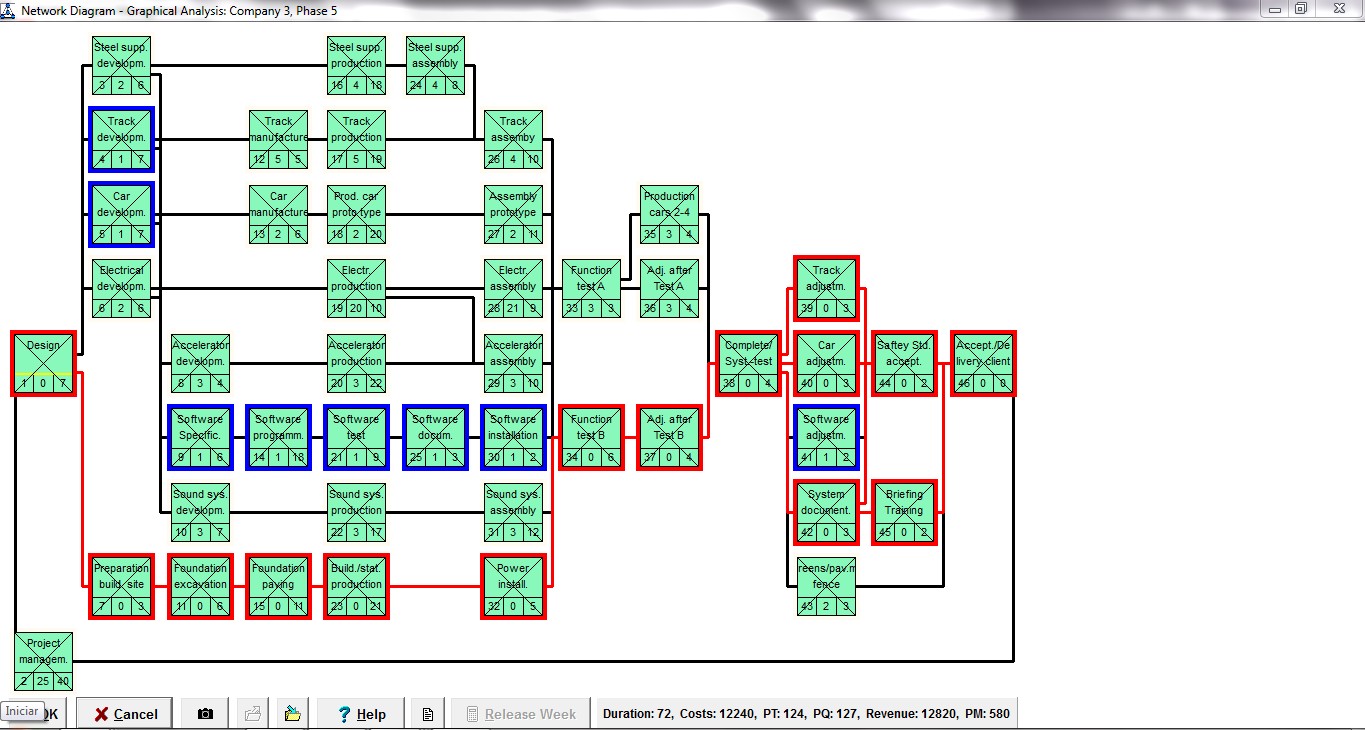 Network Diagram - Graphical Analysis: Company 3, Phase 5
Steel supp.
developm.
3 2 6
Steel supp.
production
16 4 18
Steel supp.
assembly
24 4 8
Track
developm.
4 1 7
Track
manufacture
12 5 5
Track
production
17 5 19
Track
assemby
26 4 10
Car
developm.
5 1 7
Car
manufacture
13 2 6
Prod. car
proto.type
18 2 20
Assembly
prototype
27 2 11
Production
cars 2-4
35 3 4
Electrical
developm.
6 2 6
Electr.
production
19 20 10
Electr.
assembly
28 21 9
Function
test A
33 3 3
Adj. after
Test A
36 3 4
Track
adjustm.
39 0 3
Design
1 0 7
Accelerator
developm.
8 3 4
Accelerator
production
20 3 22
Accelerator
assembly
29 3 10
Complete/
Syst.-test
38 0 4
Car
adjustm.
40 0 3
Saftey Std.
accept.
44 0 2
Accept./De
livery client
46 0 0
Software
Specific.
9 1 6
Software
programm.
14 1 18
Software
test
21 1 9
Software
docum.
25 1 3
Software
installation
30 1 2
Function
test B
34 0 6
Adj. after
Test B
37 0 4
Software
adjustm.
41 1 2
Sound sys.
developm.
10 3 7
Sound sys.
production
22 3 17
Sound sys.
assembly
31 3 12
System
document.
42 0 3
Briefing
Training
45 0 2
Preparation
build. site
7 0 3
Foundation
excavation
11 0 6
Foundation
paving
15 0 11
Build./stat.
production
23 0 21
Power
install.
32 0 5
reens/pav.m
fence
43 2 3
Project
managem.
2 25 40
Iniciar
OK
Cancel
Help
Release Week
Duration: 72, Costs: 12240, PT: 124, PQ: 127, Revenue: 12820, PM: 580